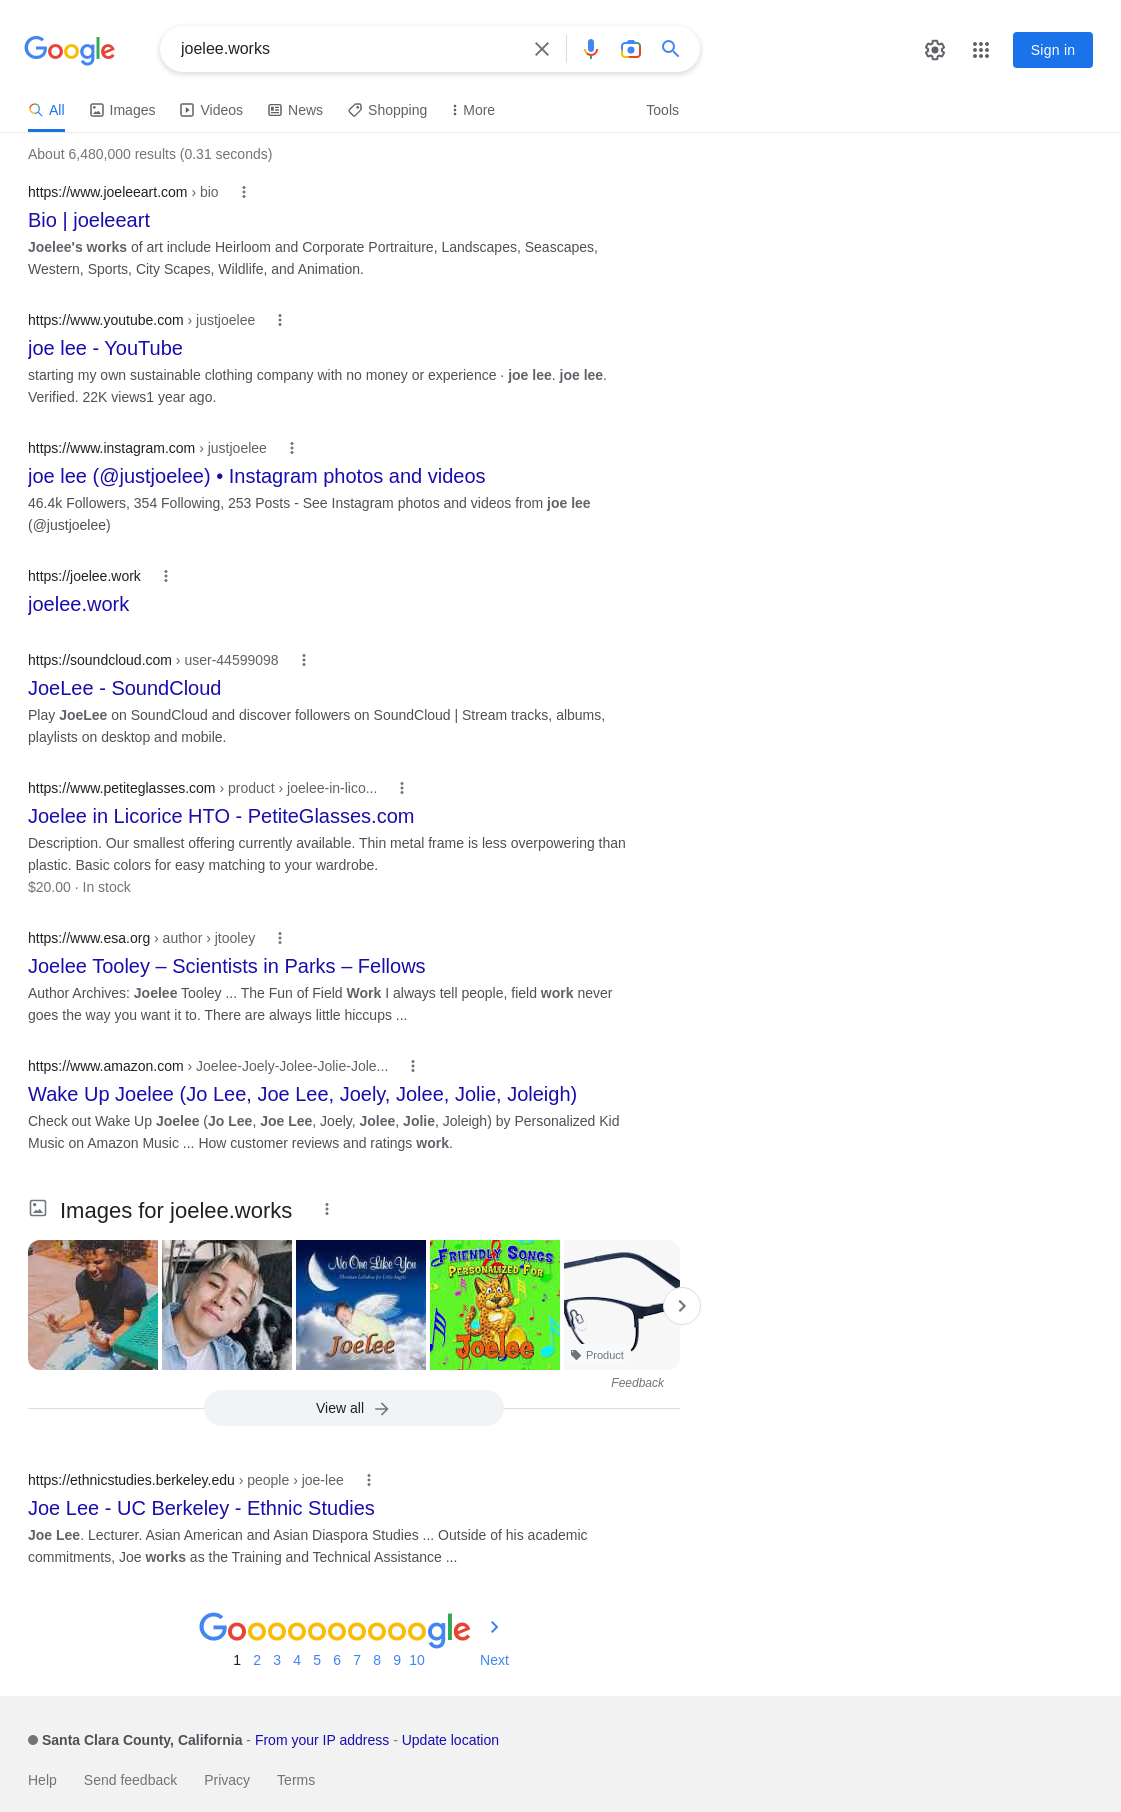 Google
joelee.works
Sign in
All
Images
Videos
News
Shopping
More
Tools
About 6,480,000 results (0.31 seconds)
https://www.joeleeart.com › bio
Bio | joeleeart
Joelee's works of art include Heirloom and Corporate Portraiture, Landscapes, Seascapes,
Western, Sports, City Scapes, Wildlife, and Animation.
https://www.youtube.com › justjoelee
joe lee - YouTube
starting my own sustainable clothing company with no money or experience · joe lee. joe lee.
Verified. 22K views1 year ago.
https://www.instagram.com › justjoelee
joe lee (@justjoelee) • Instagram photos and videos
46.4k Followers, 354 Following, 253 Posts - See Instagram photos and videos from joe lee
(@justjoelee)
https://joelee.work
joelee.work
https://soundcloud.com › user-44599098
JoeLee - SoundCloud
Play JoeLee on SoundCloud and discover followers on SoundCloud | Stream tracks, albums,
playlists on desktop and mobile.
https://www.petiteglasses.com › product › joelee-in-lico...
Joelee in Licorice HTO - PetiteGlasses.com
Description. Our smallest offering currently available. Thin metal frame is less overpowering than
plastic. Basic colors for easy matching to your wardrobe.
$20.00 · In stock
https://www.esa.org › author › jtooley
Joelee Tooley – Scientists in Parks – Fellows
Author Archives: Joelee Tooley ... The Fun of Field Work I always tell people, field work never
goes the way you want it to. There are always little hiccups ...
https://www.amazon.com › Joelee-Joely-Jolee-Jolie-Jole...
Wake Up Joelee (Jo Lee, Joe Lee, Joely, Jolee, Jolie, Joleigh)
Check out Wake Up Joelee (Jo Lee, Joe Lee, Joely, Jolee, Jolie, Joleigh) by Personalized Kid
Music on Amazon Music ... How customer reviews and ratings work.
Images for joelee.works
No One Like You
Christian Lullabies for Little Angels
Joelee
FRIENDLY SONGS
PERSONALIZED FOR
Joelee
Product
Feedback
View all
https://ethnicstudies.berkeley.edu › people › joe-lee
Joe Lee - UC Berkeley - Ethnic Studies
Joe Lee. Lecturer. Asian American and Asian Diaspora Studies ... Outside of his academic
commitments, Joe works as the Training and Technical Assistance ...
Goooooooooogle
1 2 3 4 5 6 7 8 9 10 Next
Santa Clara County, California - From your IP address - Update location
Help
Send feedback
Privacy
Terms